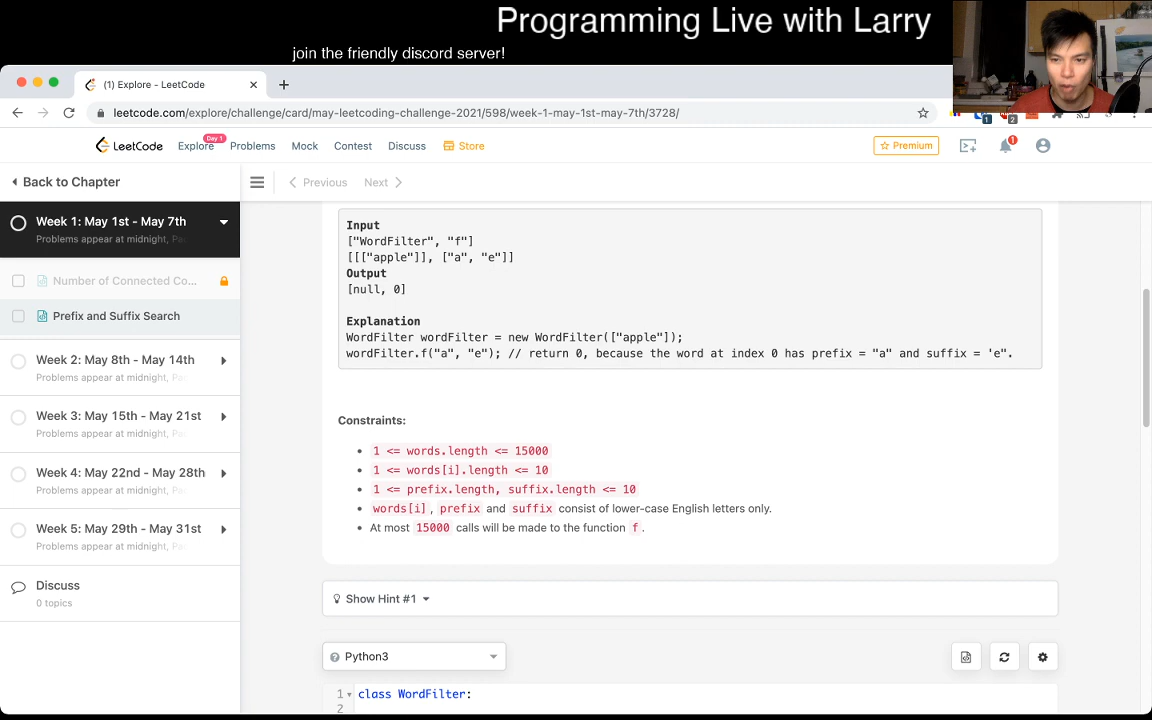 Programming Live with Larry
join the friendly discord server!
(1) Explore - LeetCode
leetcode.com/explore/challenge/card/may-leetcoding-challenge-2021/598/week-1-may-1st-may-7th/3728/
LeetCode
Explore
Day 1
Problems
Mock
Contest
Discuss
Store
Premium
1
1
2
Back to Chapter
Previous
Next
Week 1: May 1st - May 7th
Problems appear at midnight, Pa
Number of Connected Co...
Prefix and Suffix Search
Week 2: May 8th - May 14th
Problems appear at midnight, Pa
Week 3: May 15th - May 21st
Problems appear at midnight, Pa
Week 4: May 22nd - May 28th
Problems appear at midnight, Pa
Week 5: May 29th - May 31st
Problems appear at midnight, Pa
Discuss
0 topics
Input
["WordFilter", "f"]
[[["apple"]], ["a", "e"]]
Output
[null, 0]
Explanation
WordFilter wordFilter = new WordFilter(["apple"]);
wordFilter.f("a", "e"); // return 0, because the word at index 0 has prefix = "a" and suffix = 'e".
Constraints:
1 <= words.length <= 15000
1 <= words[i].length <= 10
1 <= prefix.length, suffix.length <= 10
words[i], prefix and suffix consist of lower-case English letters only.
At most 15000 calls will be made to the function f.
Show Hint #1
Python3
1 class WordFilter:
2